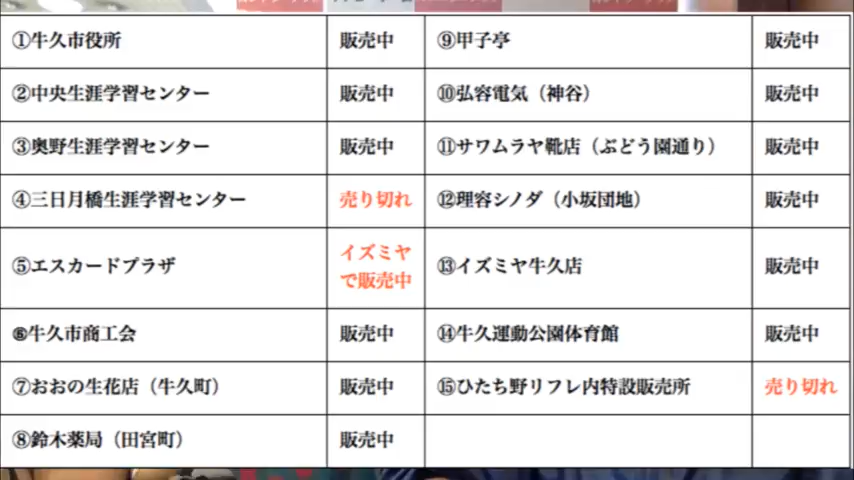 ①牛久市役所 販売中 ⑨甲子亭 販売中
②中央生涯学習センター 販売中 ⑩弘容電気（神谷） 販売中
③奥野生涯学習センター 販売中 ⑪サワムラヤ靴店（ぶどう園通り） 販売中
④三日月橋生涯学習センター 売り切れ ⑫理容シノダ（小坂団地） 販売中
⑤エスカードプラザ イズミヤ
で販売中 ⑬イズミヤ牛久店 販売中
⑥牛久市商工会 販売中 ⑭牛久運動公園体育館 販売中
⑦おおの生花店（牛久町） 販売中 ⑮ひたち野リフレ内特設販売所 売り切れ
⑧鈴木薬局（田宮町） 販売中